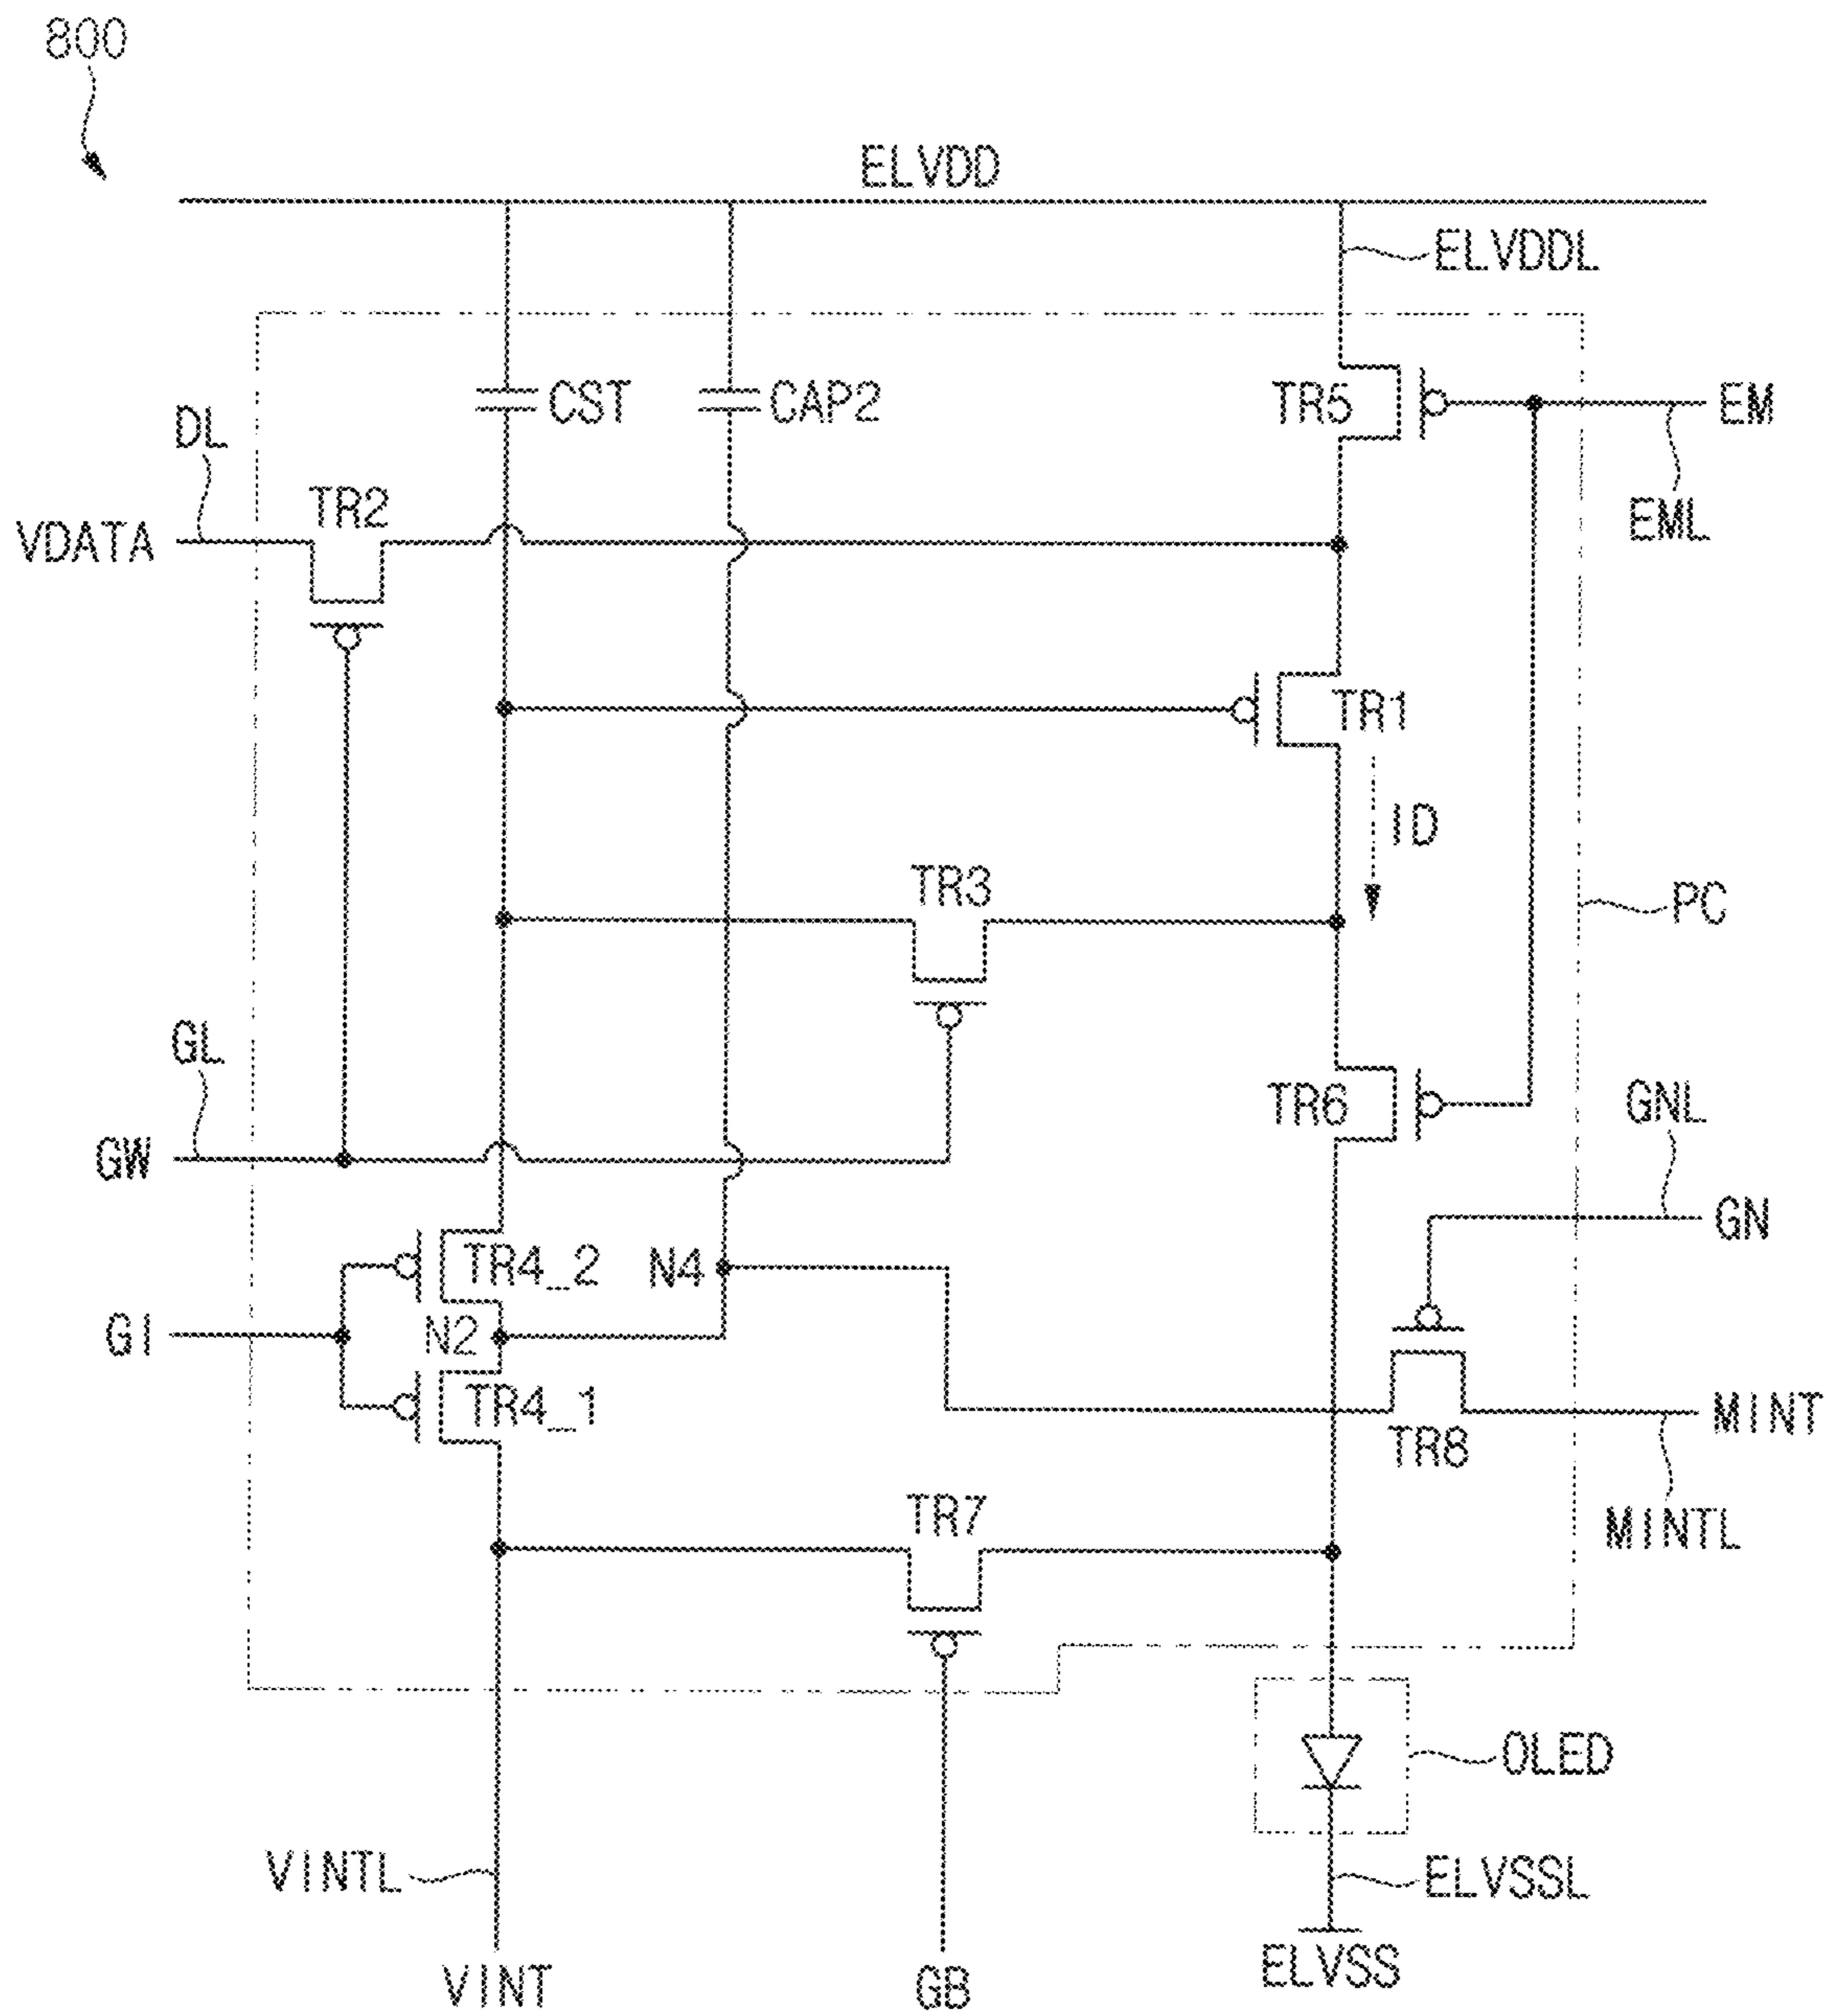 800
ELVDD
ELVDDL
CST
CAP2
TR5
EM
DL
TR2
VDATA
EML
TR1
ID
TR3
PC
GL
TR6
GNL
GW
GN
TR4_2
N4
GI
N2
TR4_1
MINT
TR8
TR7
MINTL
OLED
VINTL
ELVSSL
ELVSS
VINT
GB